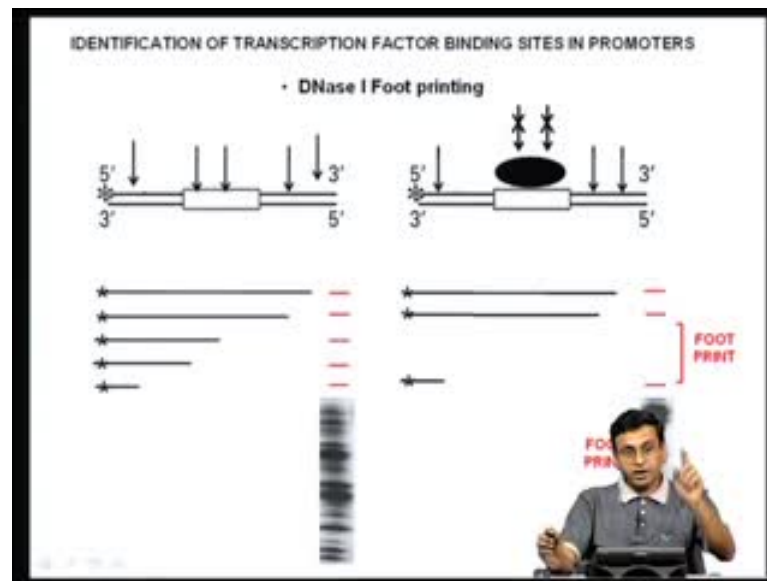 IDENTIFICATION OF TRANSCRIPTION FACTOR BINDING SITES IN PROMOTERS
• DNase I Foot printing
5' 3'
3' 5'
5' 3'
3' 5'
FOOT
PRINT